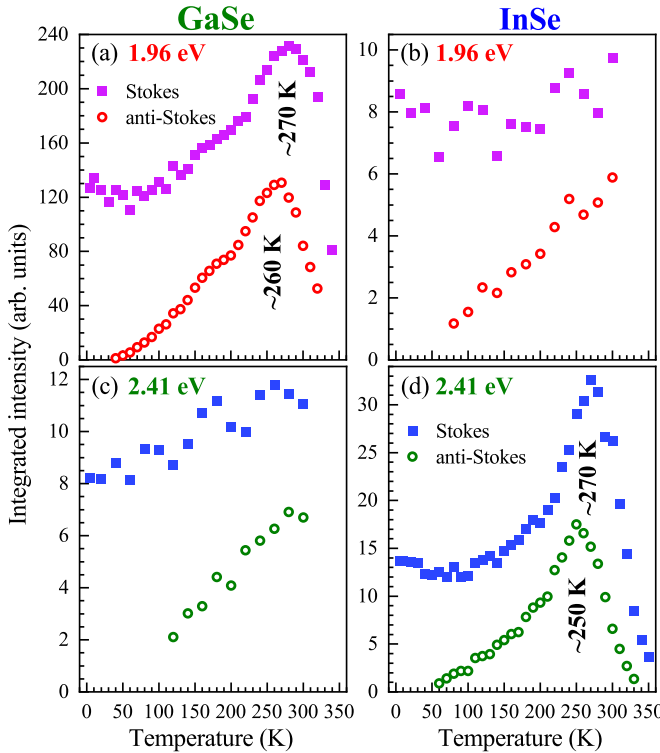 GaSe
InSe
Integrated intensity (arb. units)
(a) 1.96 eV
Stokes
anti-Stokes
~270 K
~260 K
240
200
160
120
80
40
0
(b) 1.96 eV
10
8
6
4
2
0
(c) 2.41 eV
12
10
8
6
4
2
0
0 50 100 150 200 250 300 350
Temperature (K)
(d) 2.41 eV
Stokes
anti-Stokes
~270 K
~250 K
30
25
20
15
10
5
0
0 50 100 150 200 250 300 350
Temperature (K)